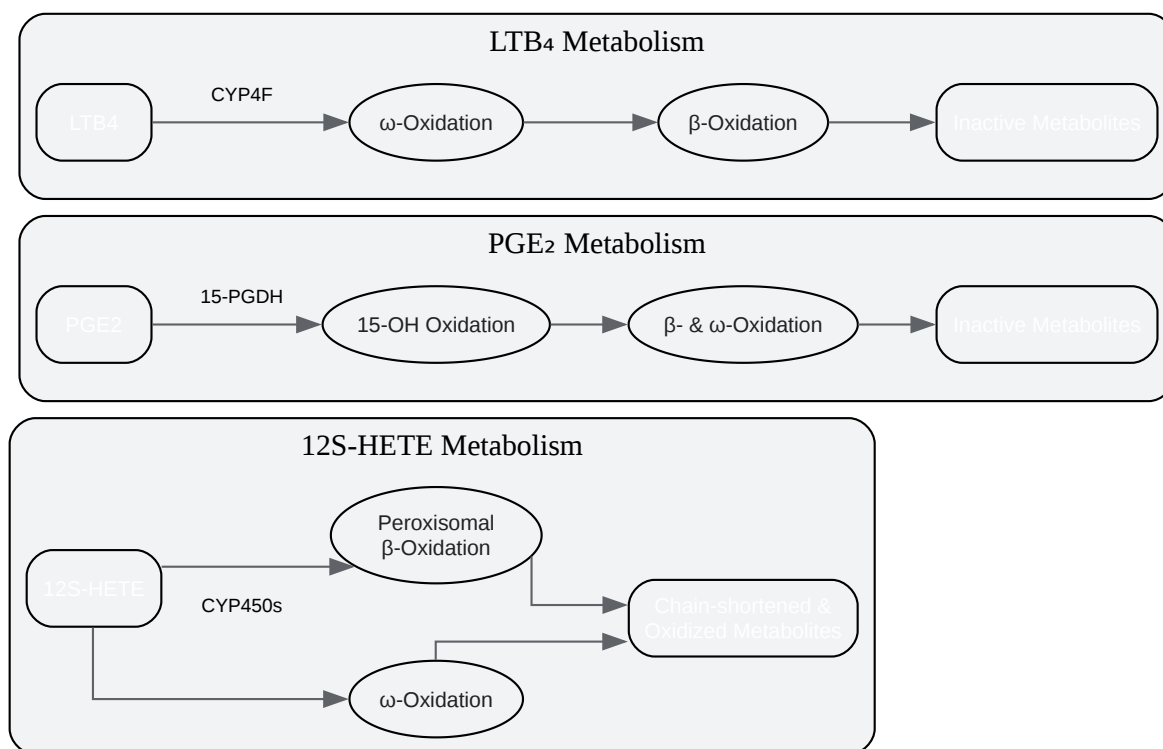 LTB₄ Metabolism
CYP4F
LTB4
ω-Oxidation
β-Oxidation
Inactive Metabolites
PGE₂ Metabolism
15-PGDH
PGE2
15-OH Oxidation
β- & ω-Oxidation
Inactive Metabolites
12S-HETE Metabolism
Peroxisomal
β-Oxidation
12S-HETE
CYP450s
Chain-shortened &
Oxidized Metabolites
ω-Oxidation